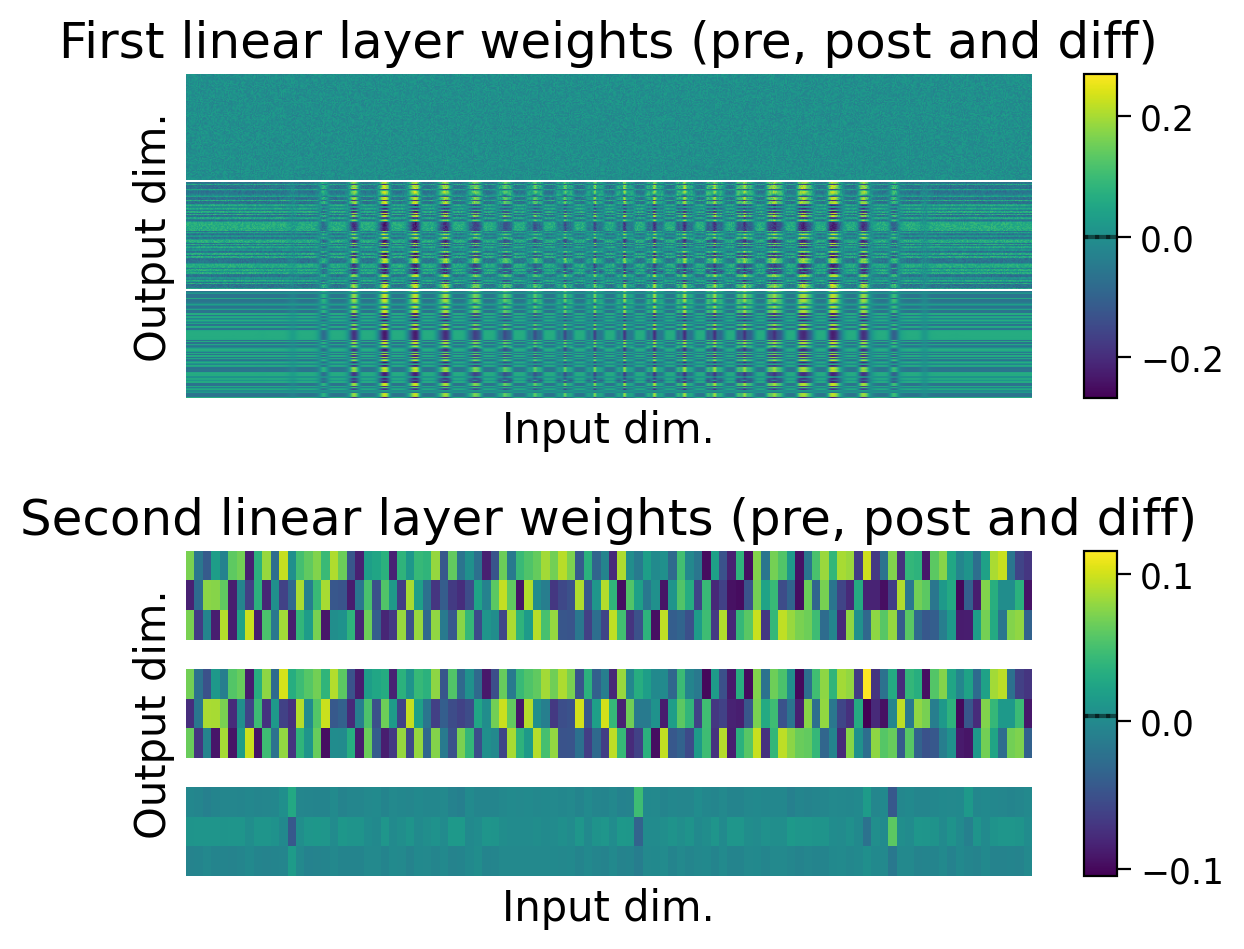 First linear layer weights (pre, post and diff)
Output dim.
0.2
0.0
−0.2
Input dim.
Second linear layer weights (pre, post and diff)
Output dim.
0.1
0.0
−0.1
Input dim.